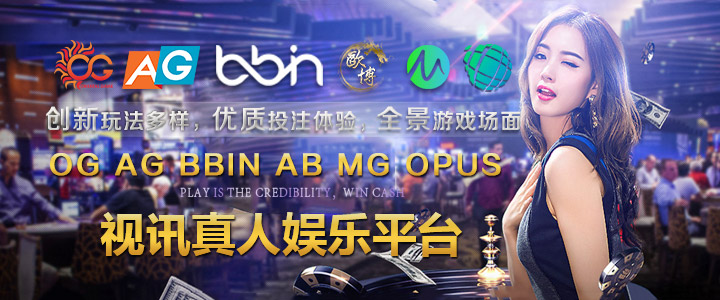 OG AG bbin 歐博
创新玩法多样，优质投注体验，全景游戏场面
OG AG BBIN AB MG OPUS
PLAY IS THE CREDIBILITY, WIN CASH
视讯真人娱乐平台